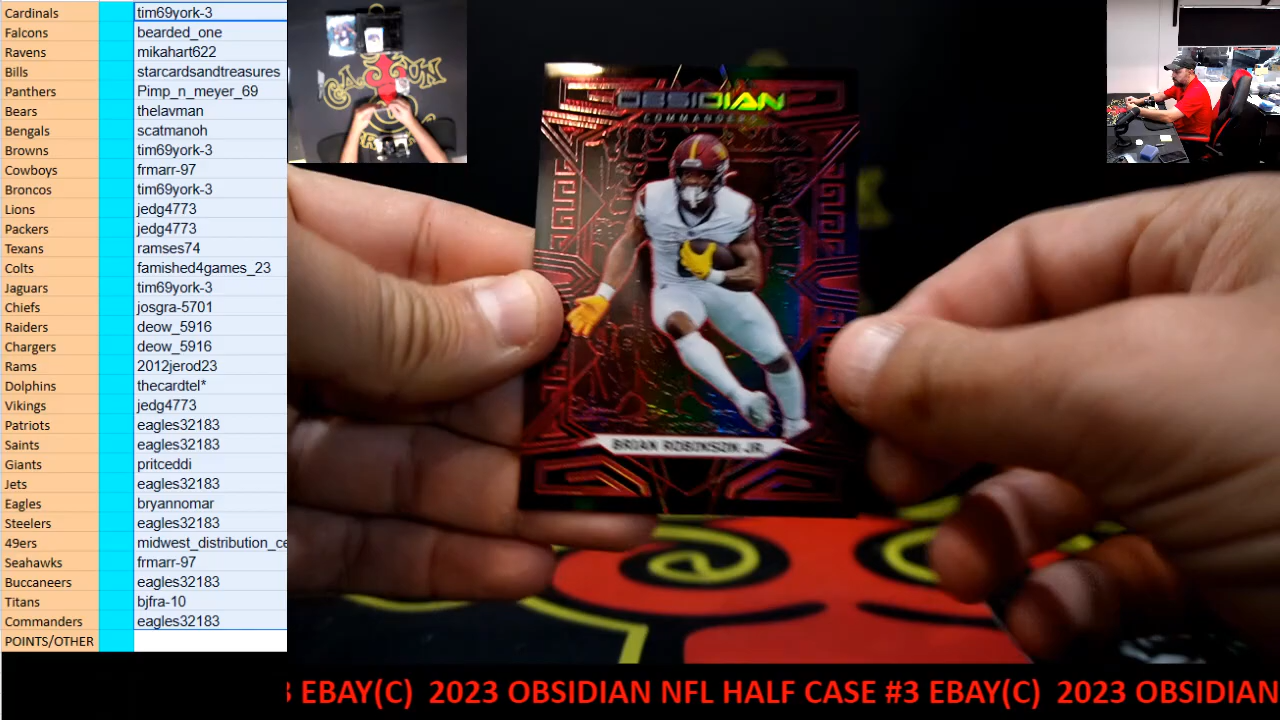 Cardinals tim69york-3
Falcons bearded_one
Ravens mikahart622
Bills starcardsandtreasures
Panthers Pimp_n_meyer_69
Bears thelavman
Bengals scatmanoh
Browns tim69york-3
Cowboys frmarr-97
Broncos tim69york-3
Lions jedg4773
Packers jedg4773
Texans ramses74
Colts famished4games_23
Jaguars tim69york-3
Chiefs josgra-5701
Raiders deow_5916
Chargers deow_5916
Rams 2012jerod23
Dolphins thecardtel*
Vikings jedg4773
Patriots eagles32183
Saints eagles32183
Giants pritceddi
Jets eagles32183
Eagles bryannomar
Steelers eagles32183
49ers midwest_distribution_ce
Seahawks frmarr-97
Buccaneers eagles32183
Titans bjfra-10
Commanders eagles32183
POINTS/OTHER
OBSIDIAN
COMMANDERS
BRIAN ROBINSON JR.
3 EBAY(C) 2023 OBSIDIAN NFL HALF CASE #3 EBAY(C) 2023 OBSIDIAN